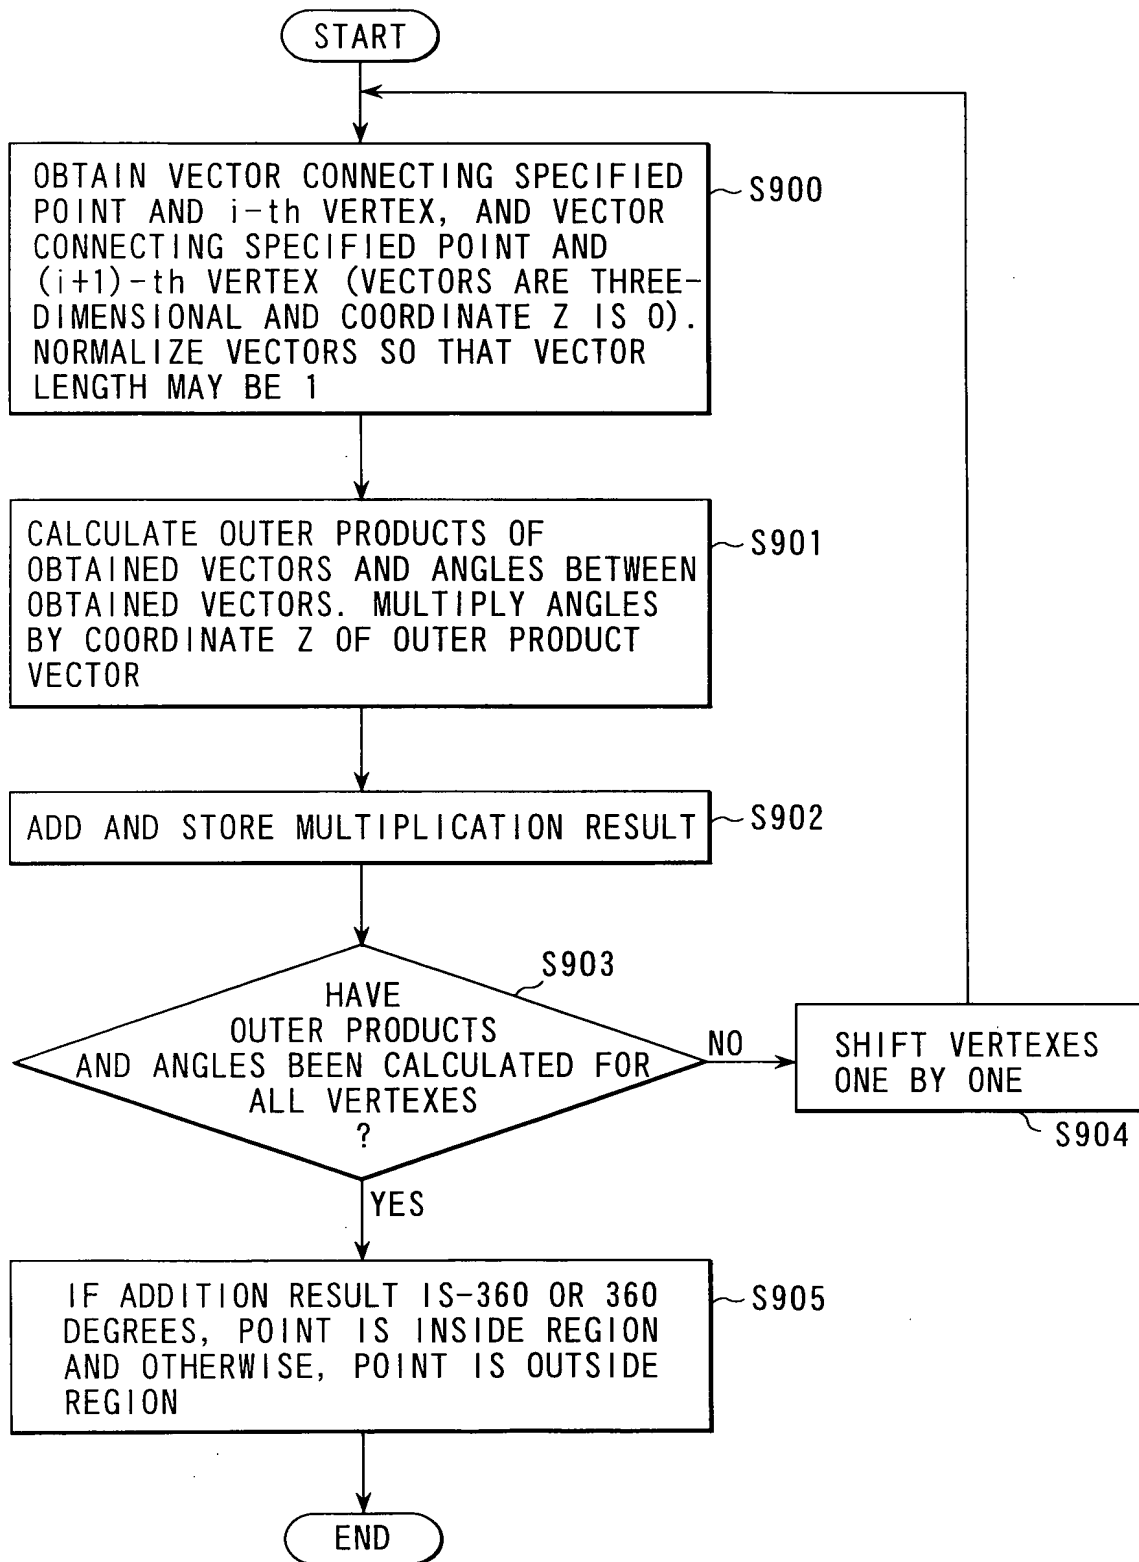 START
OBTAIN VECTOR CONNECTING SPECIFIED
POINT AND i-th VERTEX, AND VECTOR
CONNECTING SPECIFIED POINT AND
(i+1)-th VERTEX (VECTORS ARE THREE-
DIMENSIONAL AND COORDINATE Z IS 0).
NORMALIZE VECTORS SO THAT VECTOR
LENGTH MAY BE 1
S900
CALCULATE OUTER PRODUCTS OF
OBTAINED VECTORS AND ANGLES BETWEEN
OBTAINED VECTORS. MULTIPLY ANGLES
BY COORDINATE Z OF OUTER PRODUCT
VECTOR
S901
ADD AND STORE MULTIPLICATION RESULT
S902
S903
HAVE
OUTER PRODUCTS
AND ANGLES BEEN CALCULATED FOR
ALL VERTEXES
?
NO
SHIFT VERTEXES
ONE BY ONE
S904
YES
IF ADDITION RESULT IS-360 OR 360
DEGREES, POINT IS INSIDE REGION
AND OTHERWISE, POINT IS OUTSIDE
REGION
S905
END